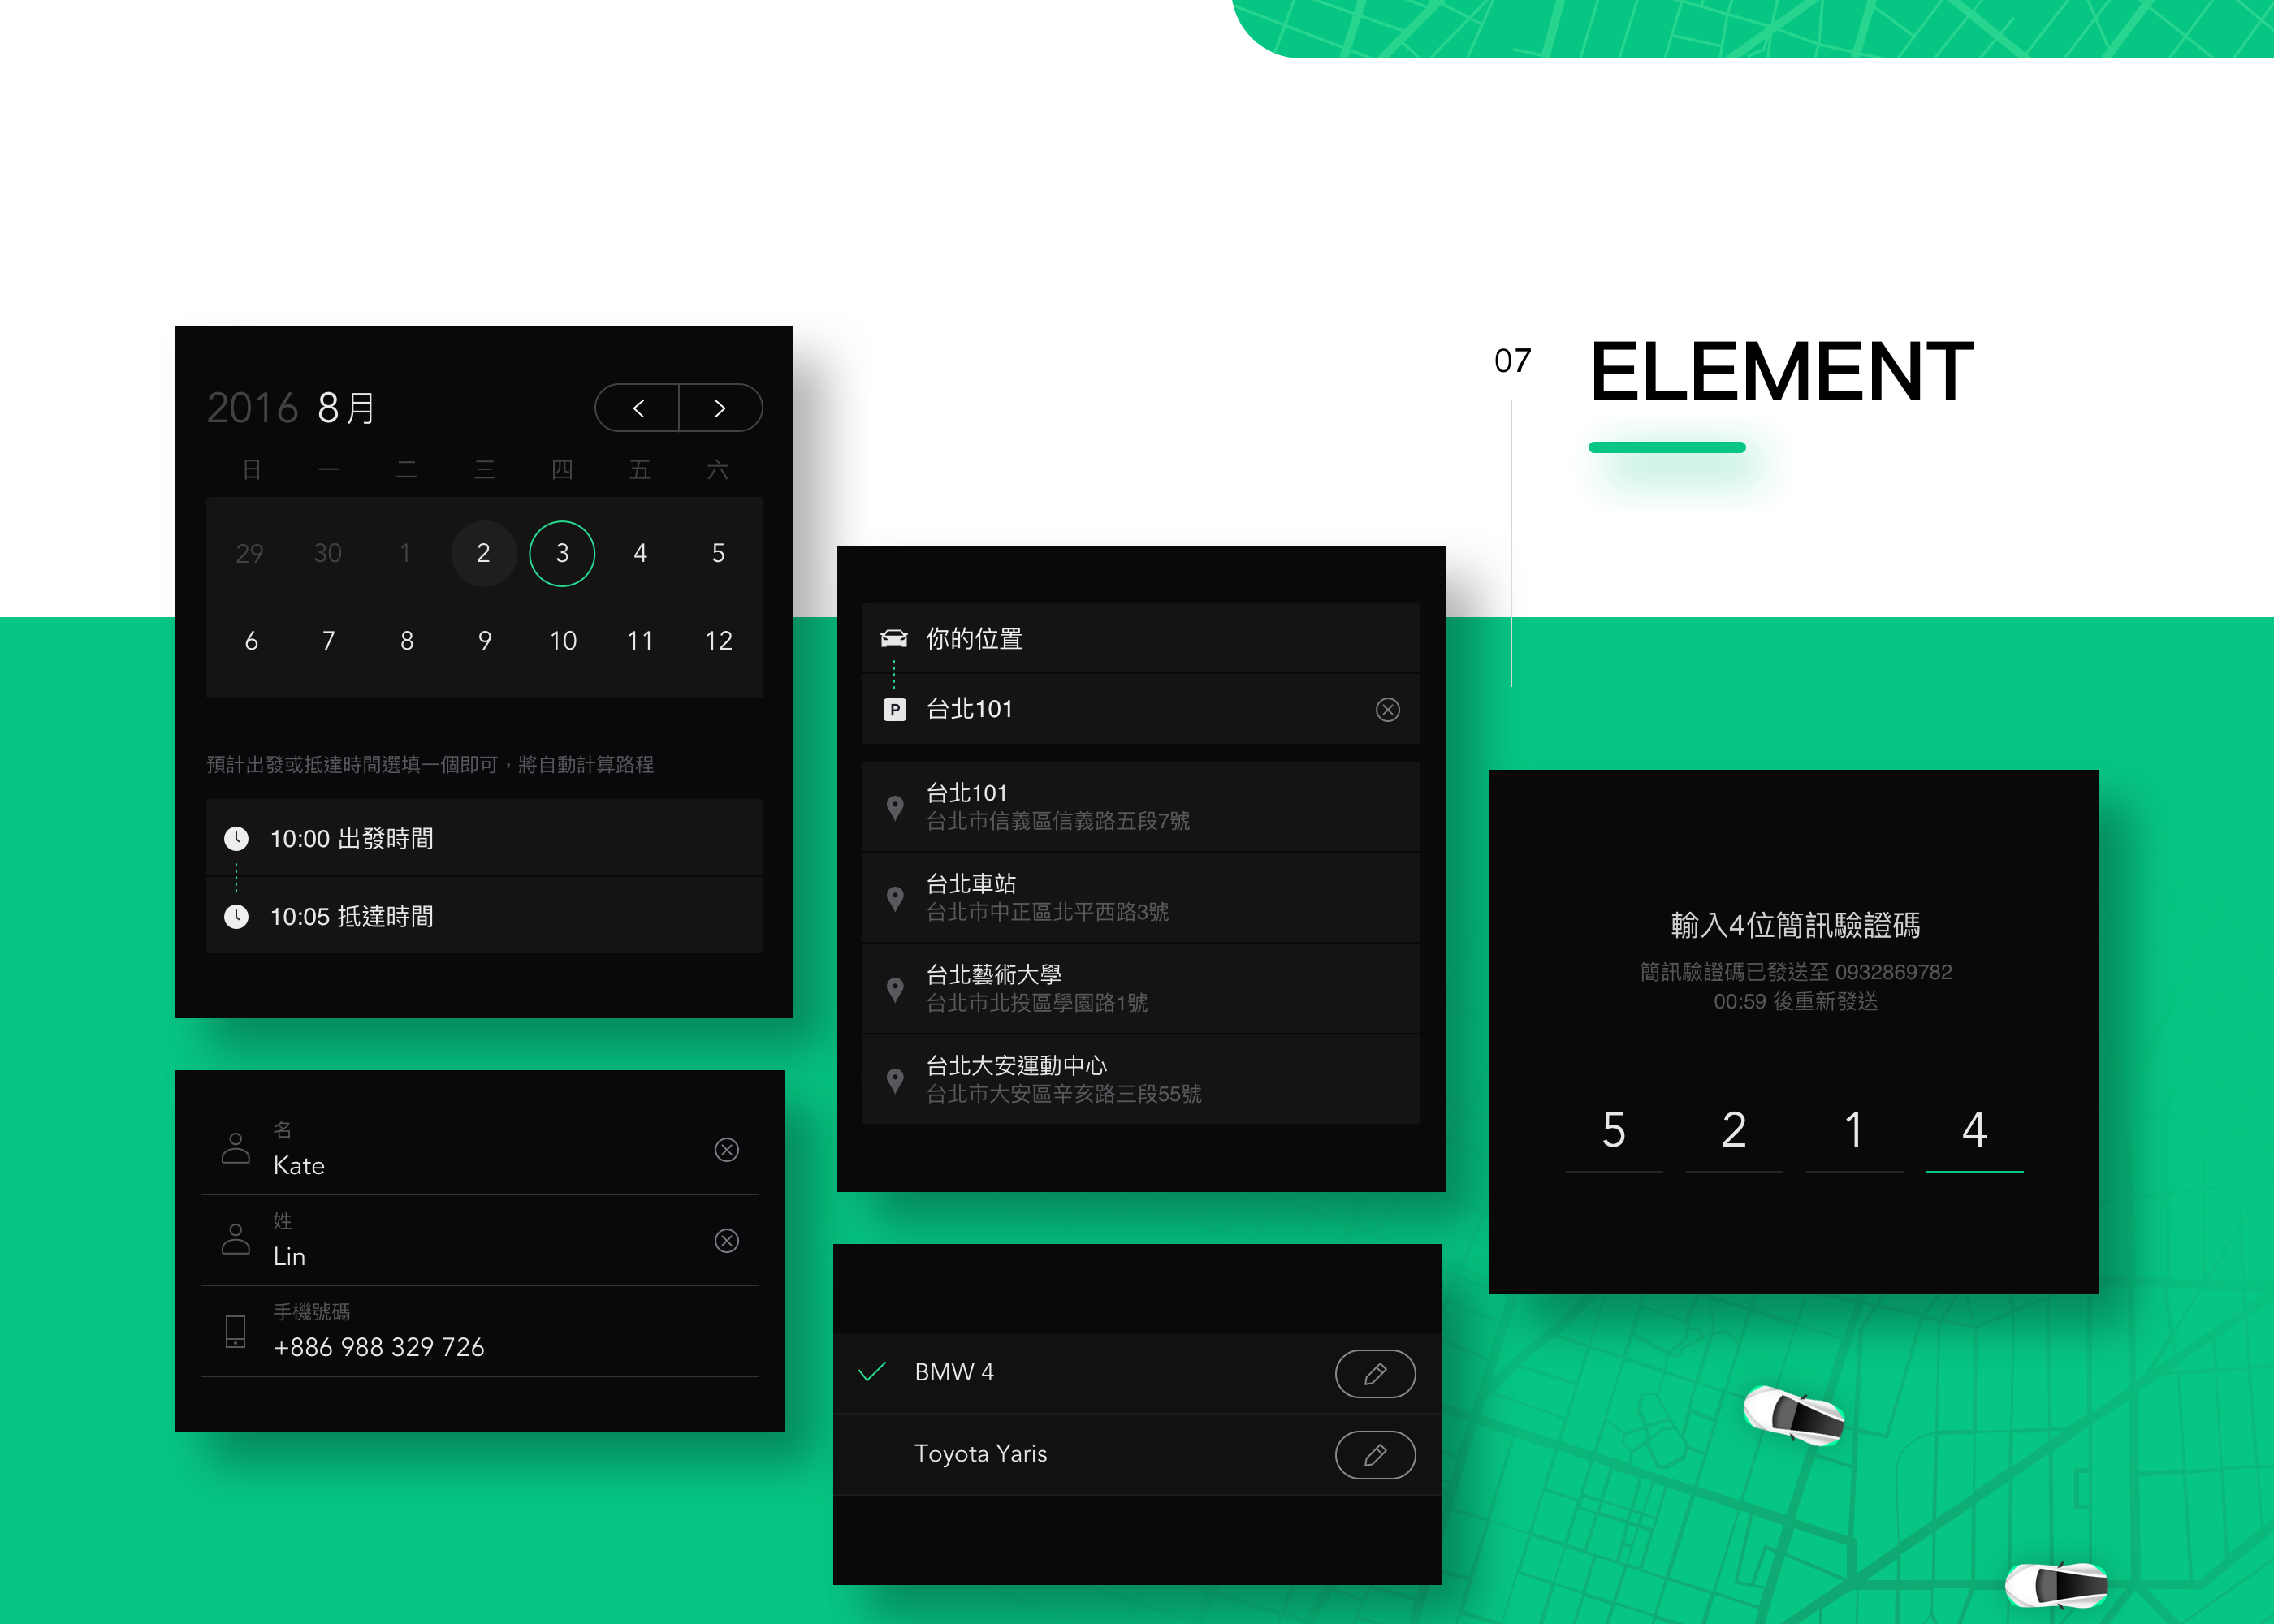 07
ELEMENT
2016 8月
日 一 二 三 四 五 六
29 30 1 2 3 4 5
6 7 8 9 10 11 12
預計出發或抵達時間選填一個即可，將自動計算路程
10:00 出發時間
10:05 抵達時間
名
Kate
姓
Lin
手機號碼
+886 988 329 726
你的位置
P
台北101
台北101
台北市信義區信義路五段7號
台北車站
台北市中正區北平西路3號
台北藝術大學
台北市北投區學園路1號
台北大安運動中心
台北市大安區辛亥路三段55號
BMW 4
Toyota Yaris
輸入4位簡訊驗證碼
簡訊驗證碼已發送至 0932869782
00:59 後重新發送
5 2 1 4